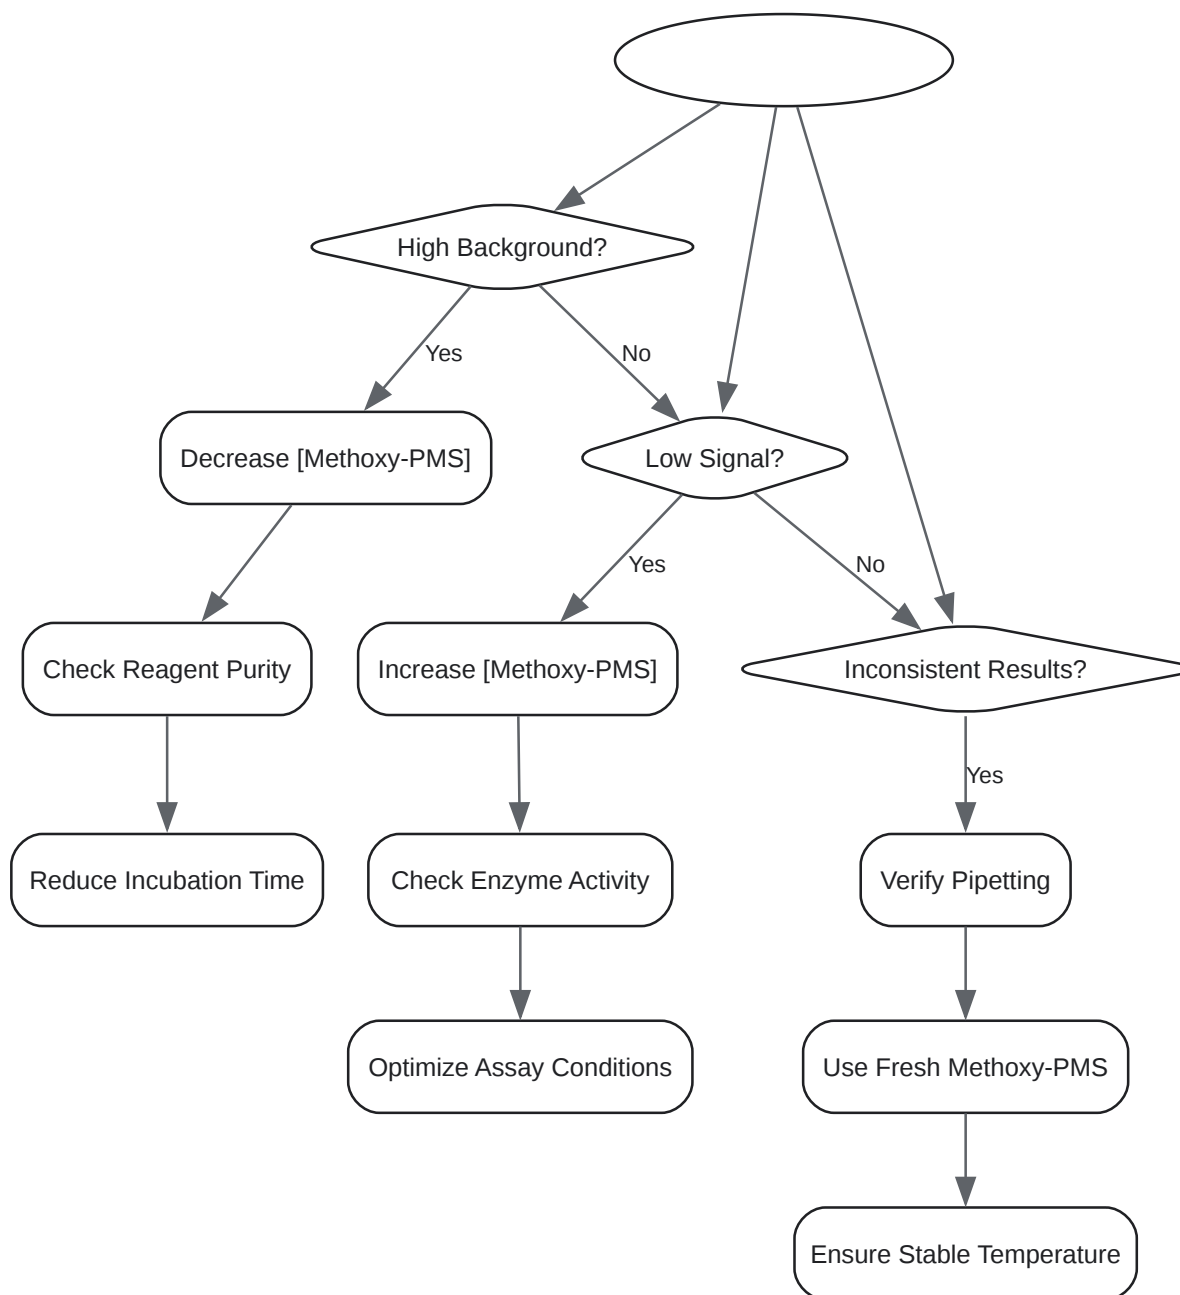 High Background?
Yes
No
Decrease [Methoxy-PMS]
Low Signal?
Yes
No
Check Reagent Purity
Increase [Methoxy-PMS]
Inconsistent Results?
Yes
Reduce Incubation Time
Check Enzyme Activity
Verify Pipetting
Optimize Assay Conditions
Use Fresh Methoxy-PMS
Ensure Stable Temperature